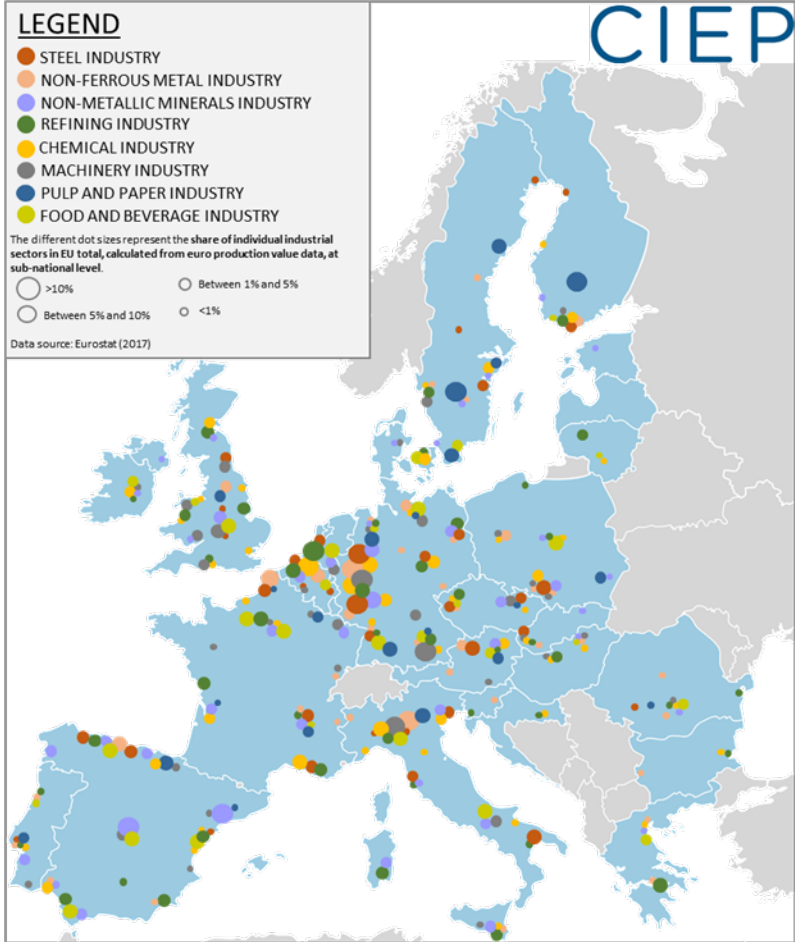 CIEP
LEGEND
STEEL INDUSTRY
NON-FERROUS METAL INDUSTRY
NON-METALLIC MINERALS INDUSTRY
REFINING INDUSTRY
CHEMICAL INDUSTRY
MACHINERY INDUSTRY
PULP AND PAPER INDUSTRY
FOOD AND BEVERAGE INDUSTRY
The different dot sizes represent the share of individual industrial
sectors in EU total, calculated from euro production value data, at
sub-national level.
>10%
Between 1% and 5%
Between 5% and 10%
<1%
Data source: Eurostat (2017)